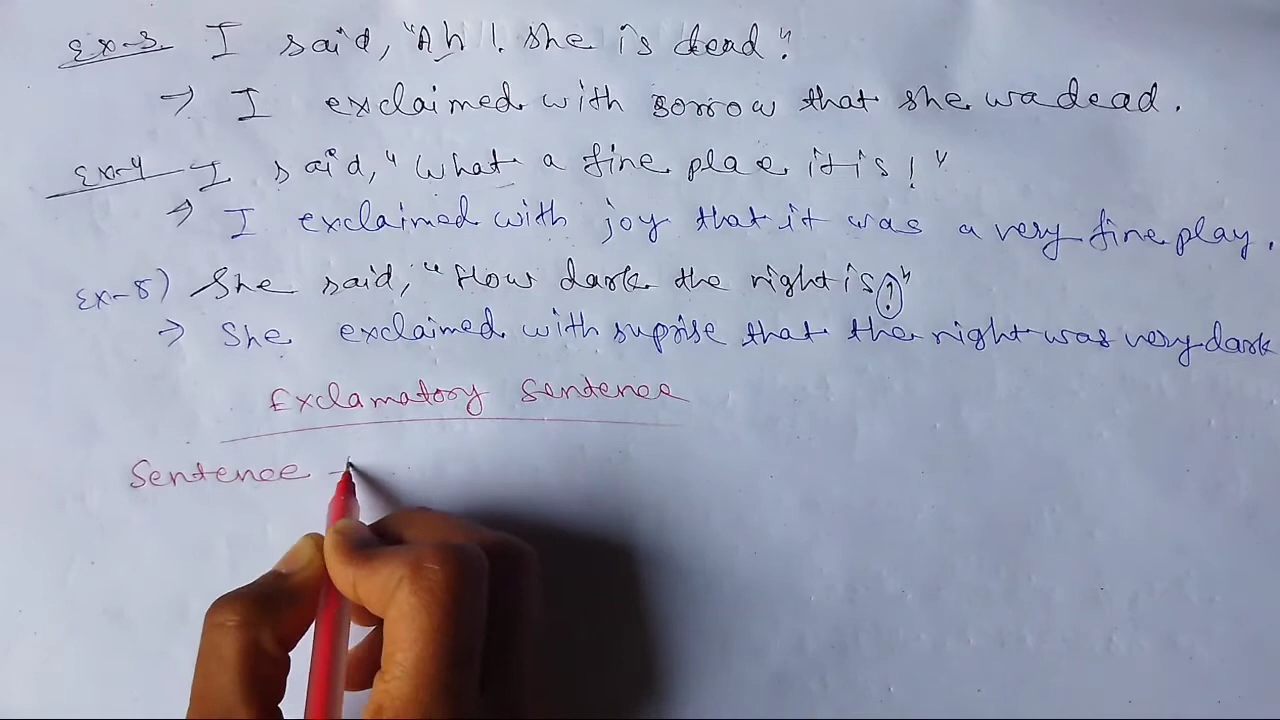 Ex-3. I said, "Ah! she is dead".
→ I exclaimed with sorrow that she wa dead.
Ex-4 I said, "What a fine place it is!"
→ I exclaimed with joy that it was a very fine play.
Ex-5) She said, "How dark the night is!"
→ She exclaimed with suprise that the night was very dark
Exclamatory Sentence
Sentence -